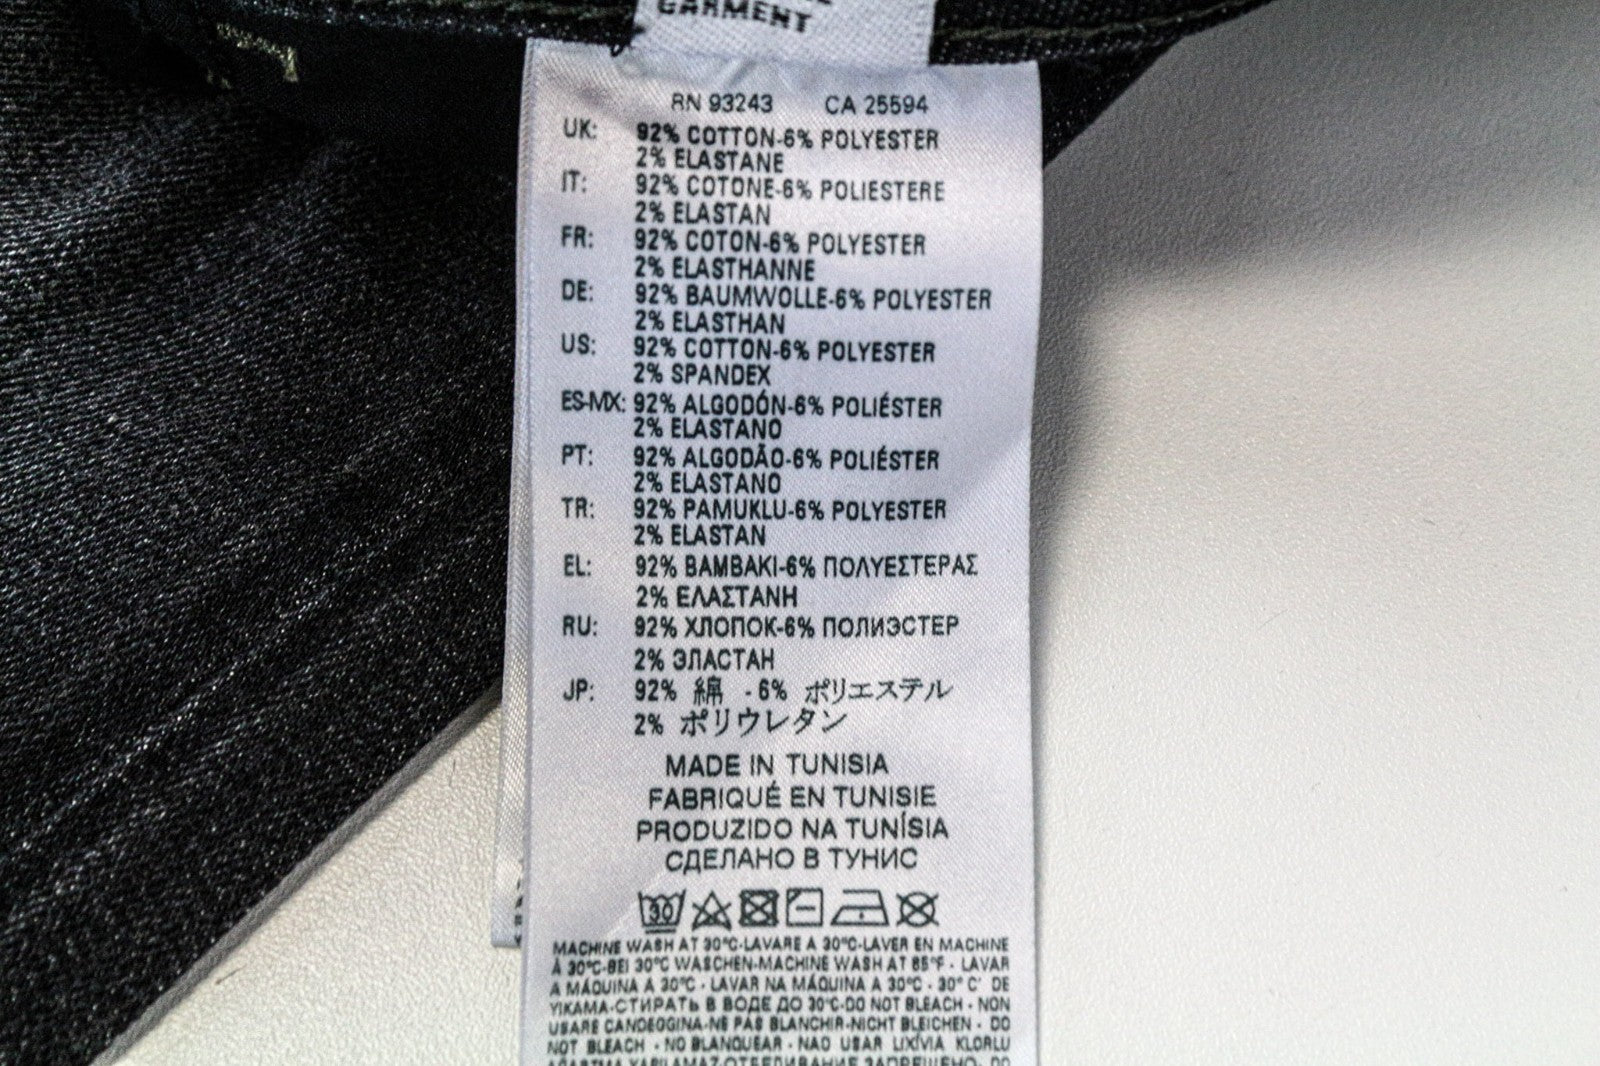 GARMENT
RN 93243 CA 25594
UK: 92% COTTON-6% POLYESTER
2% ELASTANE
IT: 92% COTONE-6% POLIESTERE
2% ELASTAN
FR: 92% COTON-6% POLYESTER
2% ELASTHANNE
DE: 92% BAUMWOLLE-6% POLYESTER
2% ELASTHAN
US: 92% COTTON-6% POLYESTER
2% SPANDEX
ES-MX: 92% ALGODÓN-6% POLIÉSTER
2% ELASTANO
PT: 92% ALGODÃO-6% POLIÉSTER
2% ELASTANO
TR: 92% PAMUKLU-6% POLYESTER
2% ELASTAN
EL: 92% ΒΑΜΒΑΚΙ-6% ΠΟΛΥΕΣΤΕΡΑΣ
2% ΕΛΑΣΤΑΝΗ
RU: 92% ХЛОПОК-6% ПОЛИЭСТЕР
2% ЭЛАСТАН
JP: 92% 綿 - 6% ポリエステル
2% ポリウレタン
MADE IN TUNISIA
FABRIQUÉ EN TUNISIE
PRODUZIDO NA TUNÍSIA
СДЕЛАНО В ТУНИС
30
MACHINE WASH AT 30°C-LAVARE A 30°C-LAVER EN MACHINE
À 30°C-BEI 30°C WASCHEN-MACHINE WASH AT 85°F - LAVAR
A MÁQUINA A 30°C - LAVAR NA MÁQUINA A 30°C - 30° C' DE
YIKAMA-СТИРАТЬ В ВОДЕ ДО 30°C-DO NOT BLEACH - NON
USARE CANDEGGINA-NE PAS BLANCHIR-NICHT BLEICHEN - DO
NOT BLEACH - NO BLANQUEAR - NAO USAR LIXÍVIA KLORLU
AĞARTMA YAPILAMAZ-ОТБЕЛИВАНИЕ ЗАПРЕЩЕНО- DO